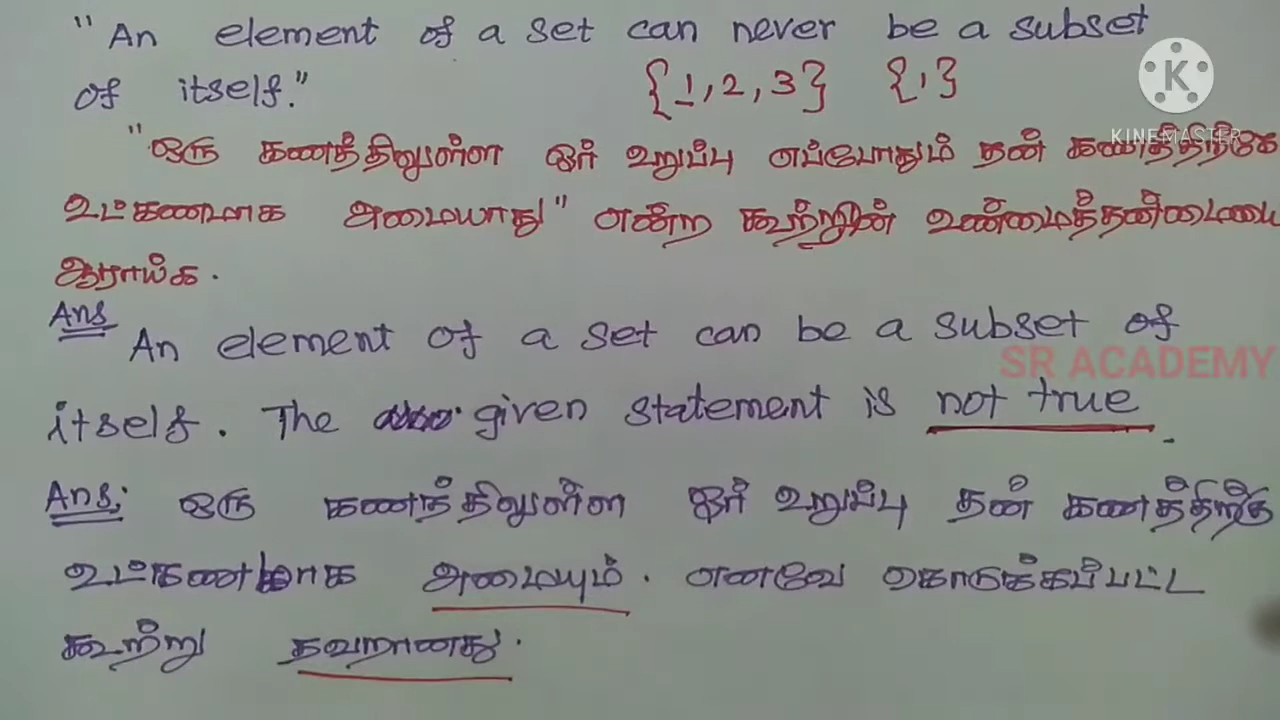 "An element of a set can never be a subset
of itself." {1,2,3} {1}
KINEMASTER
"ஒரு கணத்திலுள்ள ஓர் உறுப்பு எப்போதும் தன் கணத்திற்கே
உட்கணமாக அமையாது" என்ற கூற்றின் உண்மைத்தன்மையை
ஆராய்க.
Ans
An element of a set can be a subset of
SR ACADEMY
itself. The given statement is not true.
Ans: ஒரு கணத்திலுள்ள ஓர் உறுப்பு தன் கணத்திற்கு
உட்கணமாக அமையும். எனவே கொடுக்கப்பட்ட
கூற்று தவறானது.